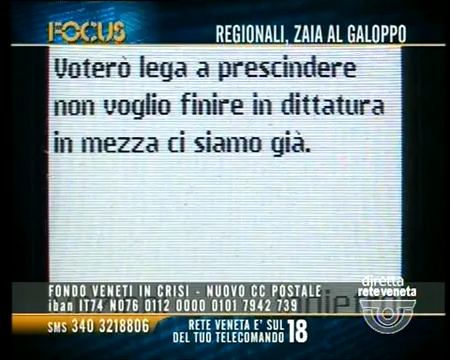 FOCUS
REGIONALI, ZAIA AL GALOPPO
Voterò lega a prescindere
non voglio finire in dittatura
in mezza ci siamo già.
FONDO VENETI IN CRISI - NUOVO CC POSTALE
iban IT74 N076 0112 0000 0101 7942 739
diretta
reteveneta
SMS 340 3218806
RETE VENETA E' SUL
DEL TUO TELECOMANDO 18